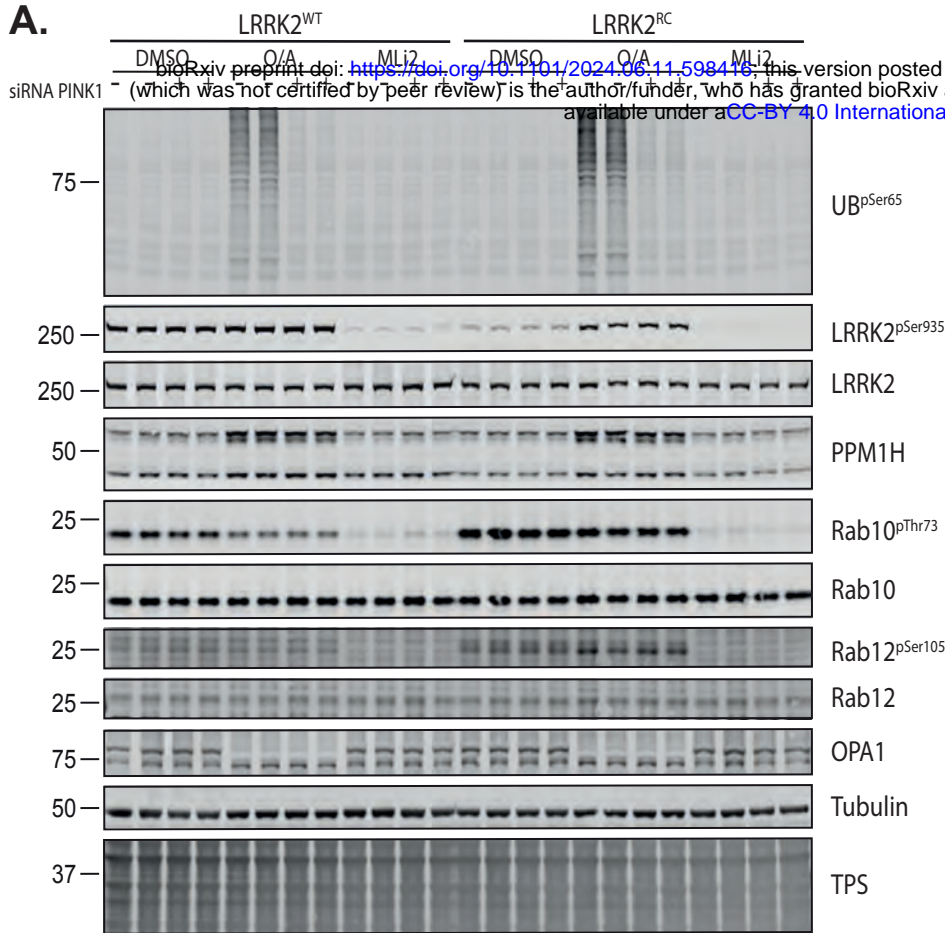 A.
LRRK2WT LRRK2RC
DMSO O/A MLi2 DMSO O/A MLi2
bioRxiv preprint doi: https://doi.org/10.1101/2024.06.11.598416; this version posted
siRNA PINK1 - - + + - - + + - - + + - - + + - - + + - - + +
(which was not certified by peer review) is the author/funder, who has granted bioRxiv
available under aCC-BY 4.0 International
75
UBpSer65
250
LRRK2pSer935
250
LRRK2
50
PPM1H
25
Rab10pThr73
25
Rab10
25
Rab12pSer105
25
Rab12
75
OPA1
50
Tubulin
37
TPS